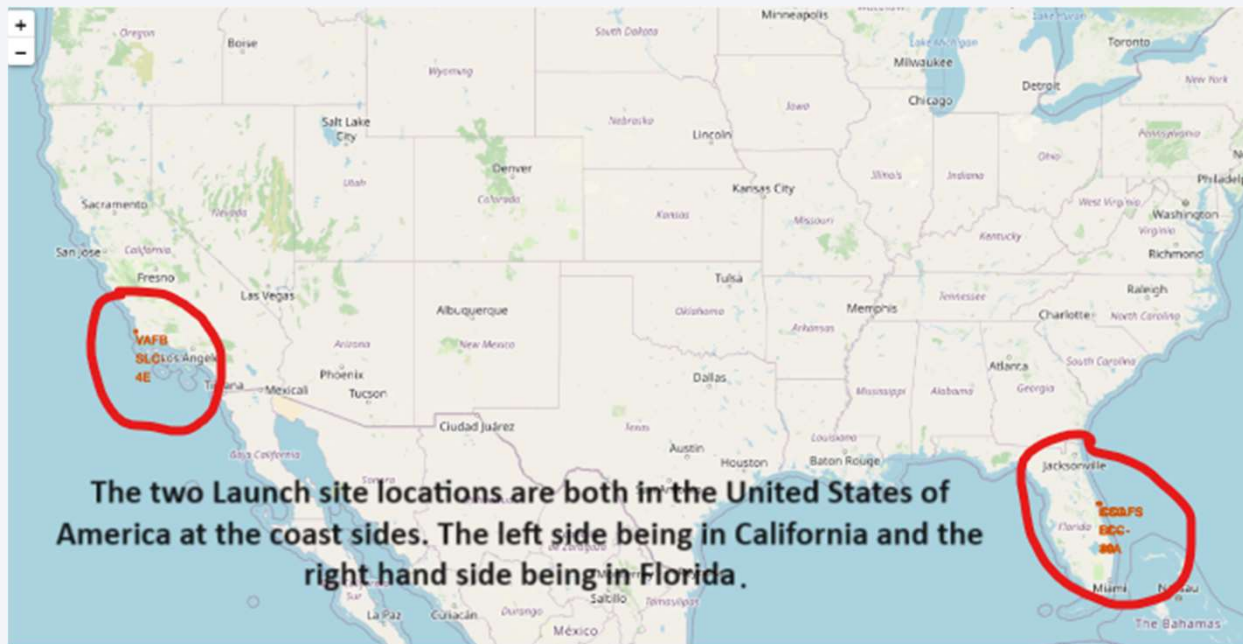 +
−
Oregon
Boise
South Dakota
Minneapolis
Lake Huron
Toronto
Wyoming
Lake Michigan
Milwaukee
Detroit
New York
Chicago
Iowa
Salt Lake
City
Nebraska
Lincoln
Pennsylvania
Denver
Utah
Ohio
Illinois
Indiana
Philadelp
Sacramento
Nevada
Colorado
Kansas City
Kansas
Missouri
West Virginia
Washington
Virginia
San Jose
California
Kentucky
Richmond
Fresno
Las Vegas
Tulsa
Raleigh
Albuquerque
Oklahoma
Memphis
Tennessee
Charlotte
North Carolina
VAFB
SLC
Los Angel
4E
Arizona
New Mexico
Arkansas
Atlanta
South Carolina
Phoenix
Tucson
Mexicali
Dallas
Mississippi
Alabama
Georgia
Ciudad Juárez
Texas
Austin
Houston
Louisiana
Baton Rouge
Baja California
Sonora
Jacksonville
The two Launch site locations are both in the United States of
America at the coast sides. The left side being in California and the
right hand side being in Florida.
Florida
Miami
Saltillo
Tamaulipas
La Paz
Culiacán
Durango
México
The Bahamas